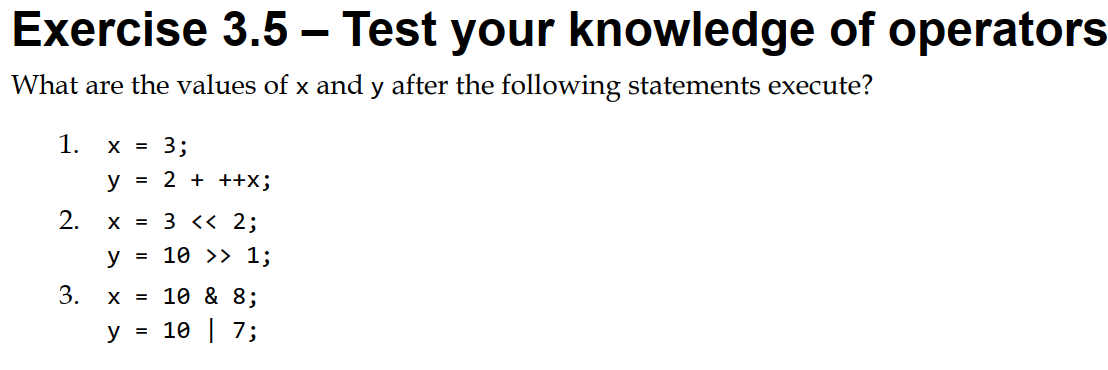 Exercise 3.5 – Test your knowledge of operators
What are the values of x and y after the following statements execute?
1. x = 3;
y = 2 + ++x;
2. x = 3 << 2;
y = 10 >> 1;
3. x = 10 & 8;
y = 10 | 7;